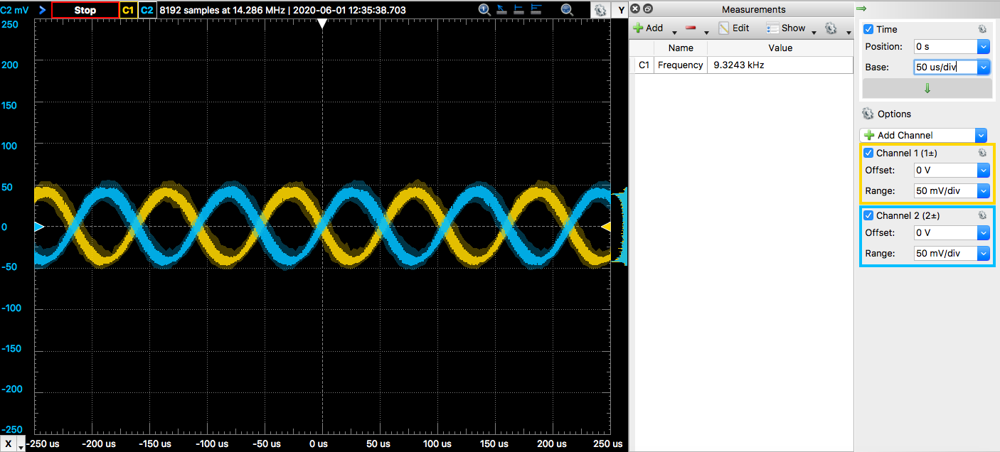 C2 mV Stop C1 C2 8192 samples at 14.286 MHz | 2020-06-01 12:35:38.703 Y
250
200
150
100
50
0
-50
-100
-150
-200
-250
X -250 us -200 us -150 us -100 us -50 us 0 us 50 us 100 us 150 us 200 us 250 us
Measurements
Add Edit Show
Name Value
C1 Frequency 9.3243 kHz
Time
Position: 0 s
Base: 50 us/div
Options
Add Channel
Channel 1 (1±)
Offset: 0 V
Range: 50 mV/div
Channel 2 (2±)
Offset: 0 V
Range: 50 mV/div